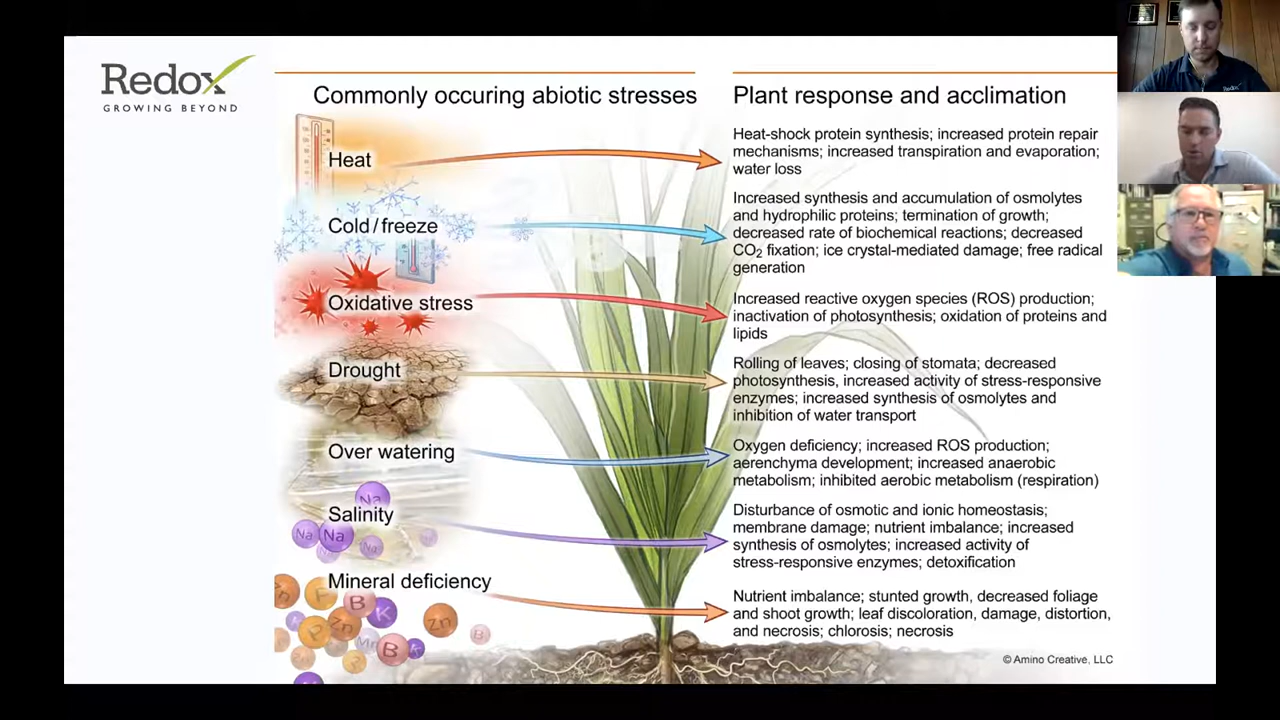 Redox
GROWING BEYOND
Commonly occuring abiotic stresses
Plant response and acclimation
Heat
Heat-shock protein synthesis; increased protein repair
mechanisms; increased transpiration and evaporation;
water loss
Cold/freeze
Increased synthesis and accumulation of osmolytes
and hydrophilic proteins; termination of growth;
decreased rate of biochemical reactions; decreased
CO₂ fixation; ice crystal-mediated damage; free radical
generation
Oxidative stress
Increased reactive oxygen species (ROS) production;
inactivation of photosynthesis; oxidation of proteins and
lipids
Drought
Rolling of leaves; closing of stomata; decreased
photosynthesis, increased activity of stress-responsive
enzymes; increased synthesis of osmolytes and
inhibition of water transport
Over watering
Oxygen deficiency; increased ROS production;
aerenchyma development; increased anaerobic
metabolism; inhibited aerobic metabolism (respiration)
Na
Salinity
Na
Na
Na
Na
Disturbance of osmotic and ionic homeostasis;
membrane damage; nutrient imbalance; increased
synthesis of osmolytes; increased activity of
stress-responsive enzymes; detoxification
Mineral deficiency
Zn
F
B
K
K
P
Zn
Zn
Mn
B
K
B
P
Nutrient imbalance; stunted growth, decreased foliage
and shoot growth; leaf discoloration, damage, distortion,
and necrosis; chlorosis; necrosis
© Amino Creative, LLC